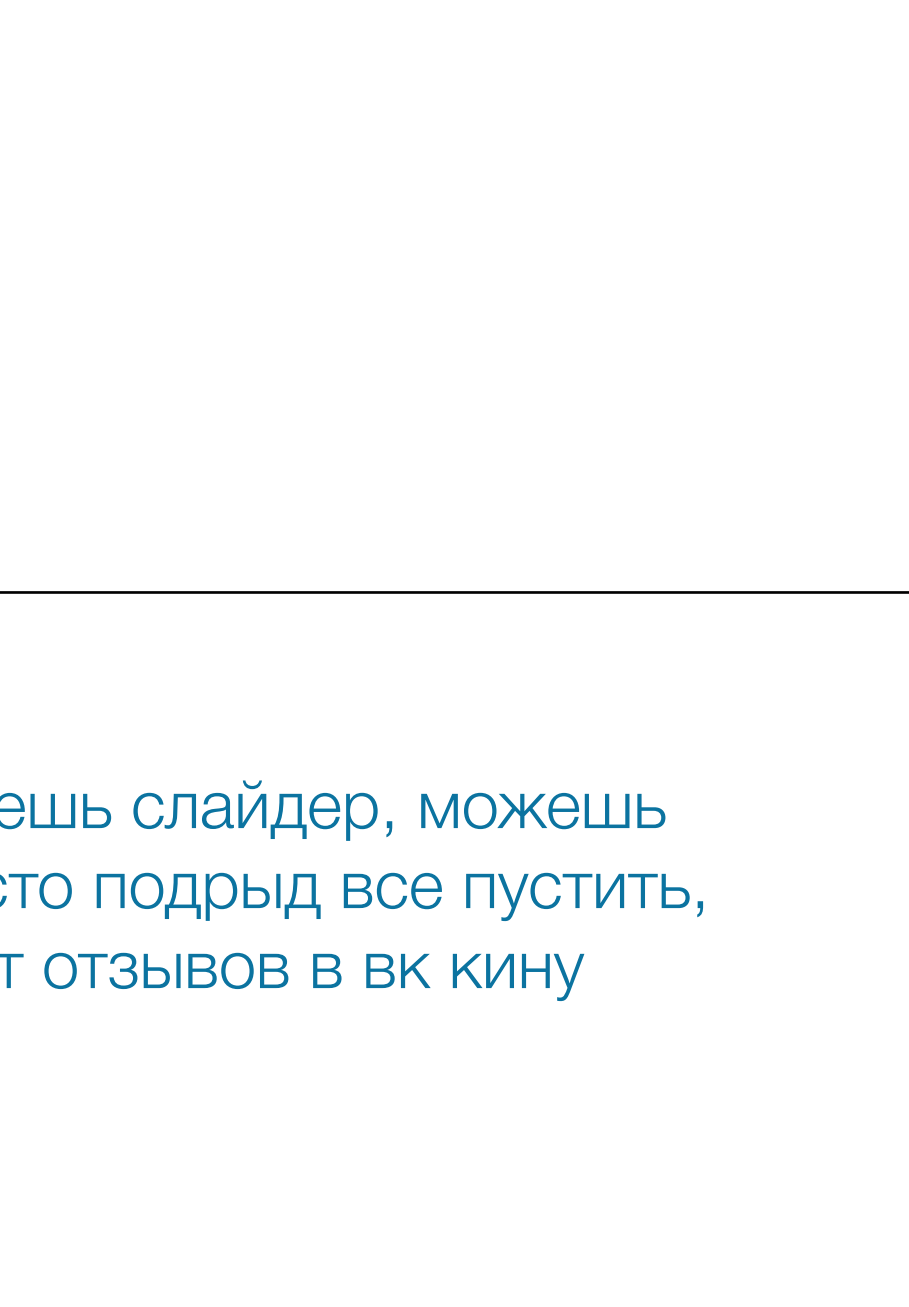 ешь слайдер, можешь
сто подрыд все пустить,
т отзывов в вк кину